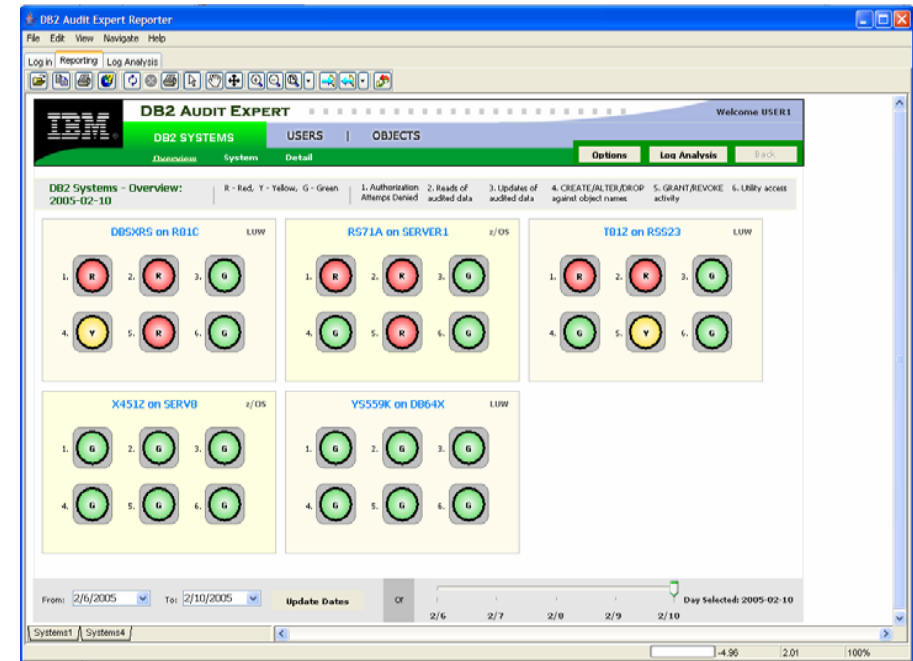 DB2 Audit Expert Reporter
File Edit View Navigate Help
Log in Reporting Log Analysis
IBM.
DB2 AUDIT EXPERT
Welcome USER1
DB2 SYSTEMS USERS | OBJECTS
Overview System Detail
Options Log Analysis Back
DB2 Systems - Overview:
2005-02-10
R - Red, Y - Yellow, G - Green
1. Authorization
Attemps Denied
2. Reads of
audited data
3. Updates of
audited data
4. CREATE/ALTER/DROP
against object names
5. GRANT/REVOKE
activity
6. Utility access
DBSXRS on R01C LUW
1. R 2. R 3. G
4. Y 5. R 6. G
RS71A on SERVER1 z/OS
1. R 2. R 3. G
4. G 5. R 6. G
T01Z on RSS23 LUW
1. R 2. R 3. G
4. G 5. Y 6. G
X451Z on SERV8 z/OS
1. G 2. G 3. G
4. G 5. G 6. G
YS559K on DB64X LUW
1. G 2. G 3. G
4. G 5. G 6. G
From: 2/6/2005 To: 2/10/2005 Update Dates or
2/6 2/7 2/8 2/9 2/10
Day Selected: 2005-02-10
Systems1 Systems4
-4.96 2.01 100%